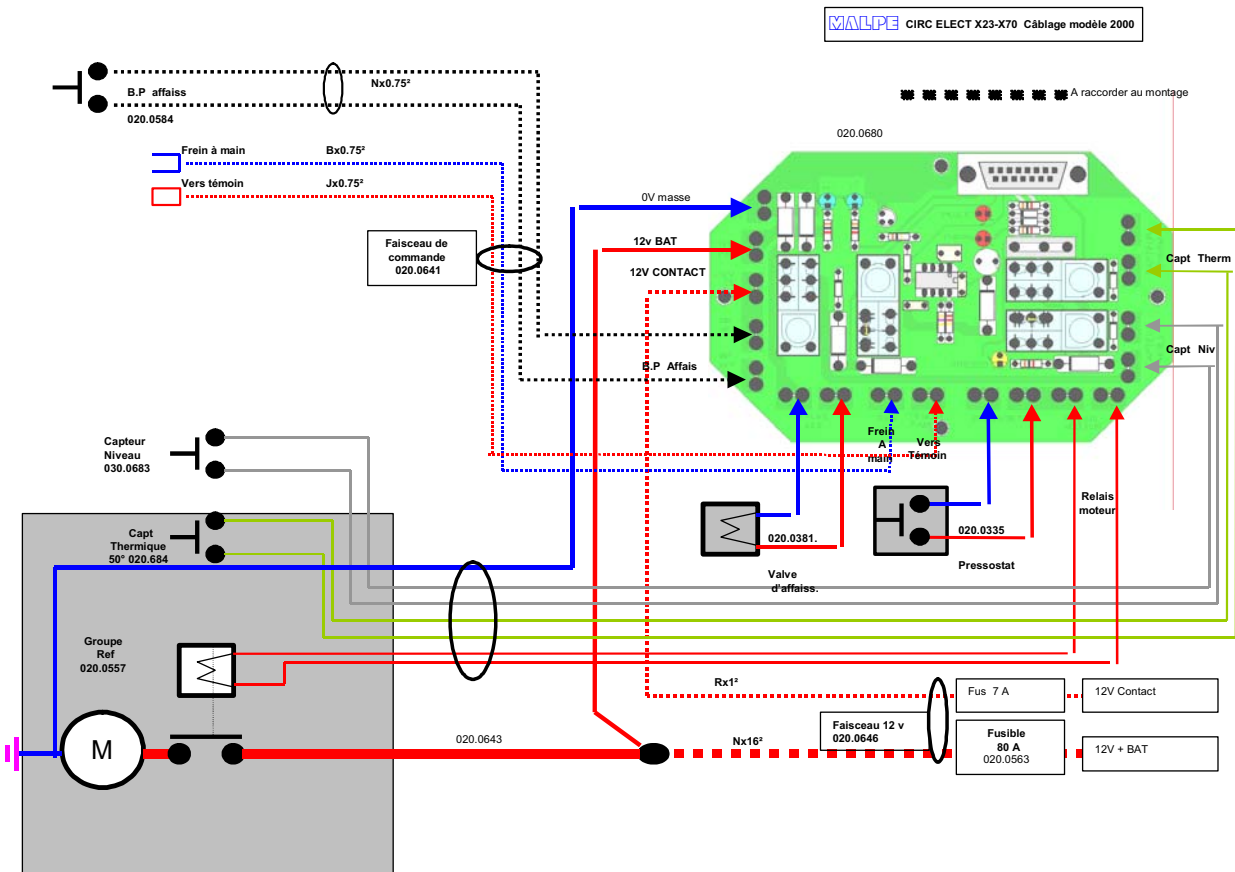 MALPE CIRC ELECT X23-X70 Câblage modèle 2000
A raccorder au montage
Nx0.75²
B.P affaiss
020.0584
020.0680
Frein à main
Bx0.75²
Vers témoin
Jx0.75²
0V masse
Faisceau de
commande
020.0641
12v BAT
12V CONTACT
Capt Therm
B.P Affais
Capt Niv
Frein
A
main
Vers
Témoin
Capteur
Niveau
030.0683
Relais
moteur
Capt
Thermique
50° 020.684
020.0381.
020.0335
Valve
d'affaiss.
Pressostat
Groupe
Ref
020.0557
Rx1²
Fus 7 A
12V Contact
Faisceau 12 v
020.0646
M
020.0643
Nx16²
Fusible
80 A
020.0563
12V + BAT